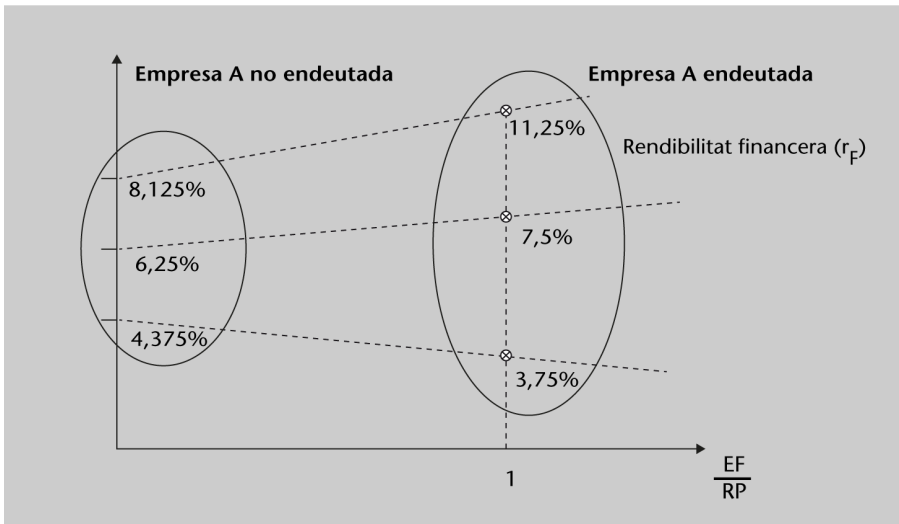 Empresa A no endeutada
Empresa A endeutada
11,25%
Rendibilitat financera (rF)
8,125%
7,5%
6,25%
4,375%
3,75%
1
EF
RP